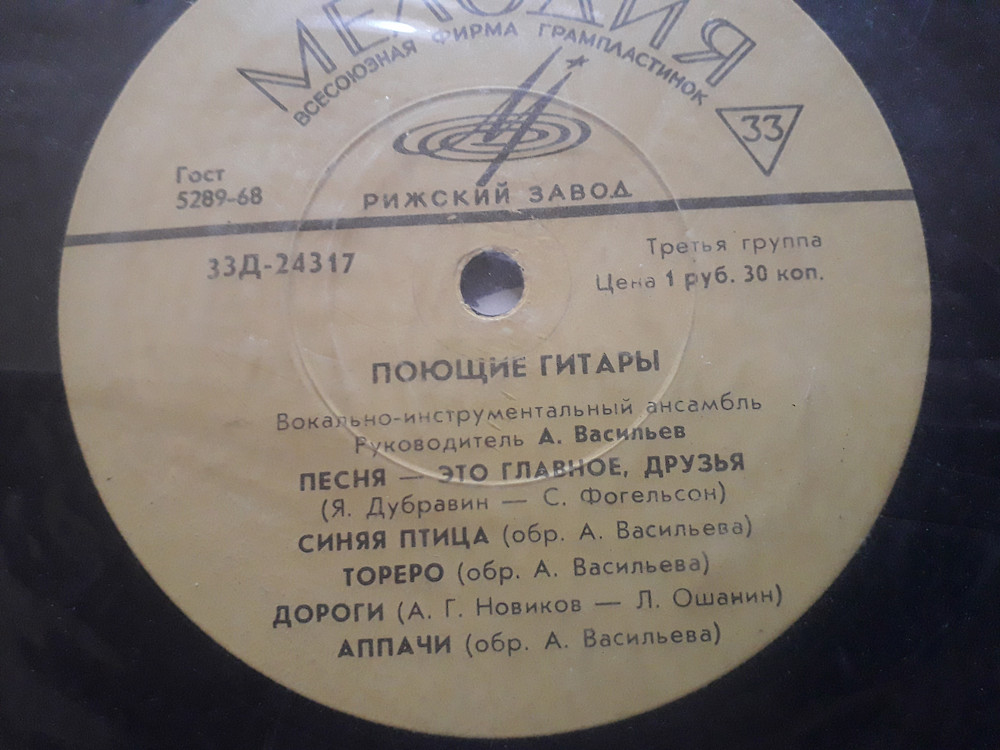 МЕЛОДИЯ
ВСЕСОЮЗНАЯ ФИРМА ГРАМПЛАСТИНОК
33
Гост
5289-68
РИЖСКИЙ ЗАВОД
33Д-24317
Третья группа
Цена 1 руб. 30 коп.
ПОЮЩИЕ ГИТАРЫ
Вокально-инструментальный ансамбль
Руководитель А. Васильев
ПЕСНЯ — ЭТО ГЛАВНОЕ, ДРУЗЬЯ
(Я. Дубравин — С. Фогельсон)
СИНЯЯ ПТИЦА (обр. А. Васильева)
ТОРЕРО (обр. А. Васильева)
ДОРОГИ (А. Г. Новиков — Л. Ошанин)
АППАЧИ (обр. А. Васильева)